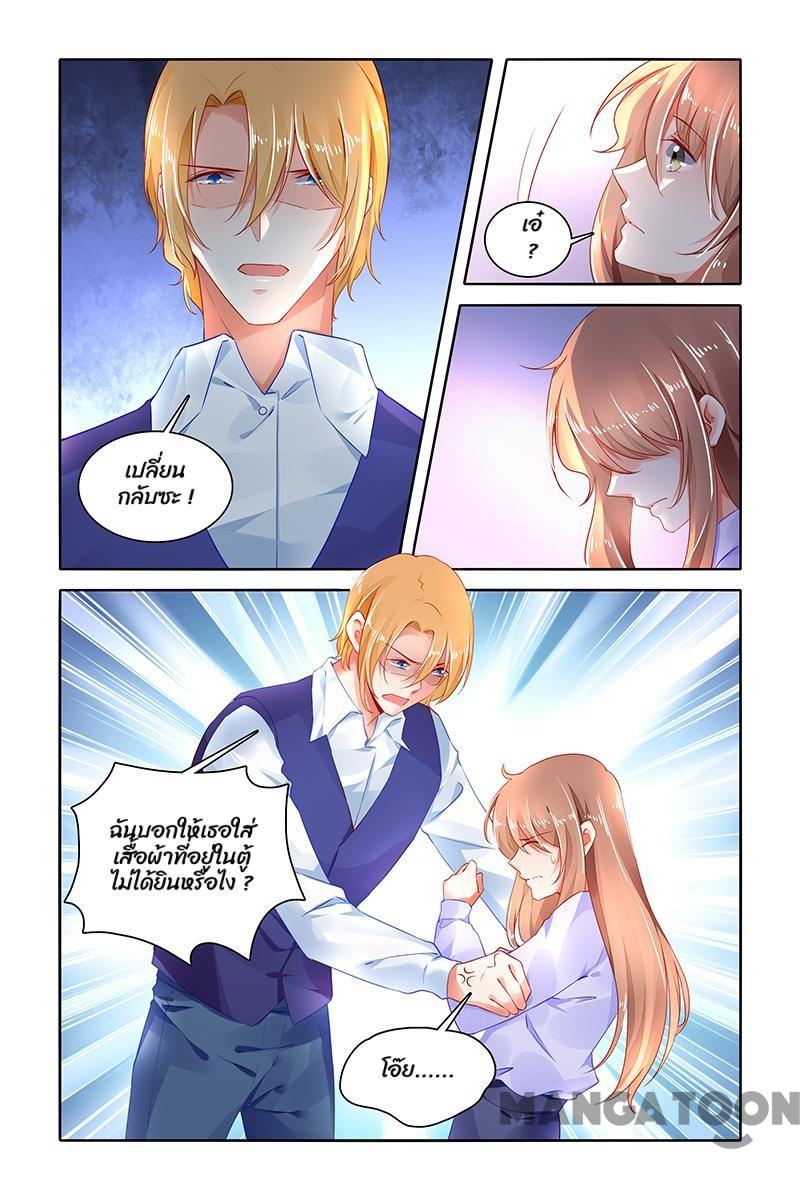 เปลี่ยน
กลับซะ !
เอ๋
?
ฉันบอกให้เธอใส่
เสื้อผ้าที่อยู่ในตู้
ไม่ได้ยินหรือไง ?
โอ๊ย......
MANGATOON